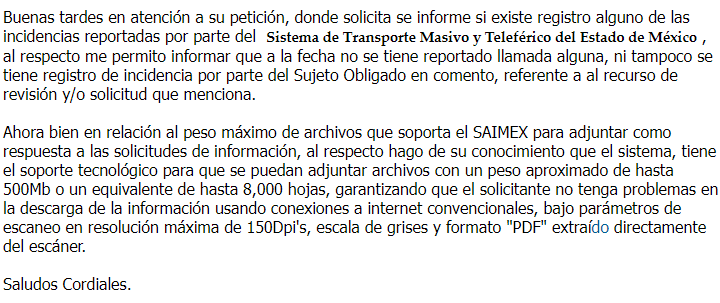 Buenas tardes en atención a su petición, donde solicita se informe si existe registro alguno de las
incidencias reportadas por parte del Sistema de Transporte Masivo y Teleférico del Estado de México ,
al respecto me permito informar que a la fecha no se tiene reportado llamada alguna, ni tampoco se
tiene registro de incidencia por parte del Sujeto Obligado en comento, referente a al recurso de
revisión y/o solicitud que menciona.

Ahora bien en relación al peso máximo de archivos que soporta el SAIMEX para adjuntar como
respuesta a las solicitudes de información, al respecto hago de su conocimiento que el sistema, tiene
el soporte tecnológico para que se puedan adjuntar archivos con un peso aproximado de hasta
500Mb o un equivalente de hasta 8,000 hojas, garantizando que el solicitante no tenga problemas en
la descarga de la información usando conexiones a internet convencionales, bajo parámetros de
escaneo en resolución máxima de 150Dpi's, escala de grises y formato "PDF" extraído directamente
del escáner.

Saludos Cordiales.